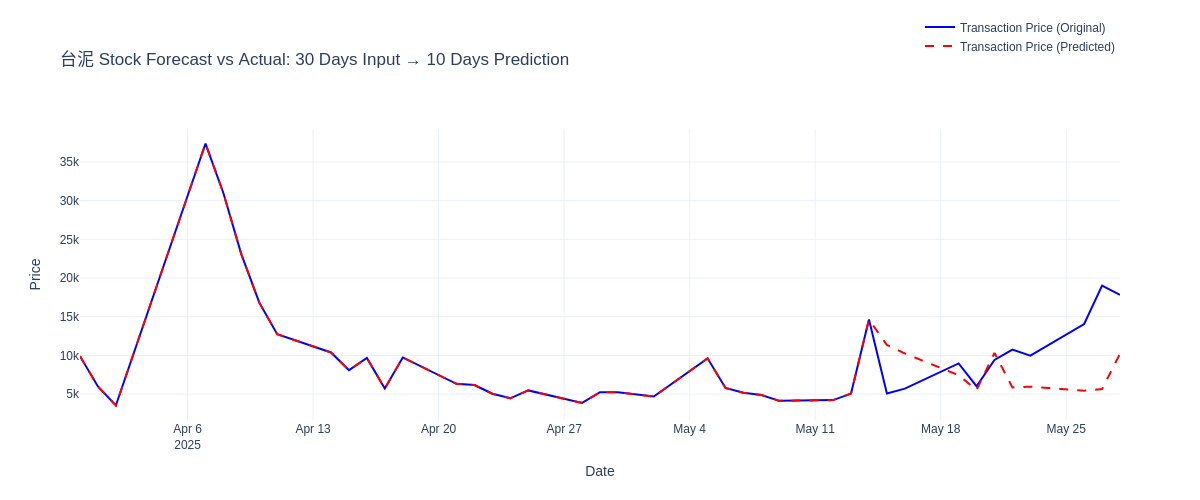 Transaction Price (Original)
Transaction Price (Predicted)
台泥 Stock Forecast vs Actual: 30 Days Input → 10 Days Prediction
35k
30k
25k
20k
15k
10k
5k
Price
Apr 6
2025
Apr 13
Apr 20
Apr 27
May 4
May 11
May 18
May 25
Date